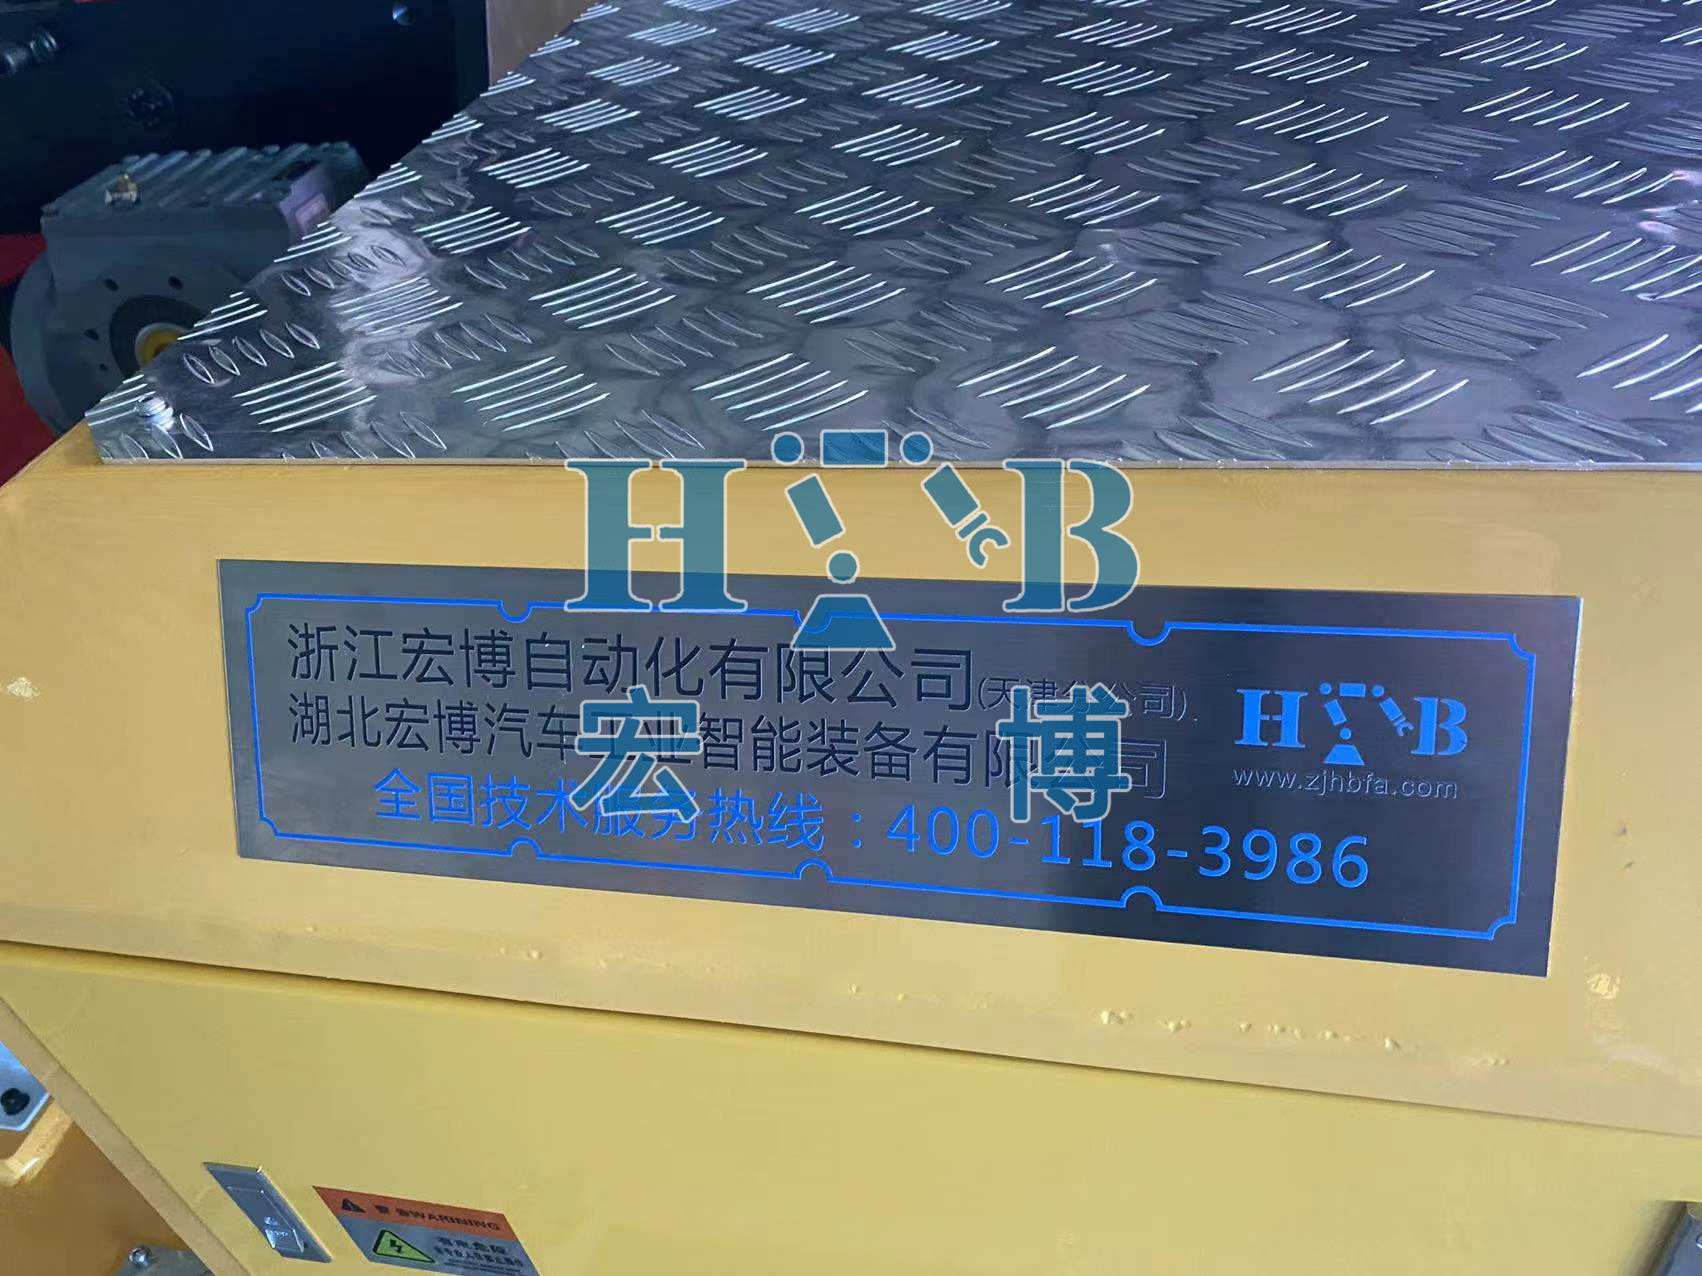 浙江宏博自动化有限公司(天津分公司)
湖北宏博汽车工业智能装备有限公司
全国技术服务热线：400-118-3986
HB
IC
www.zjhbfa.com
HB
IC
宏博